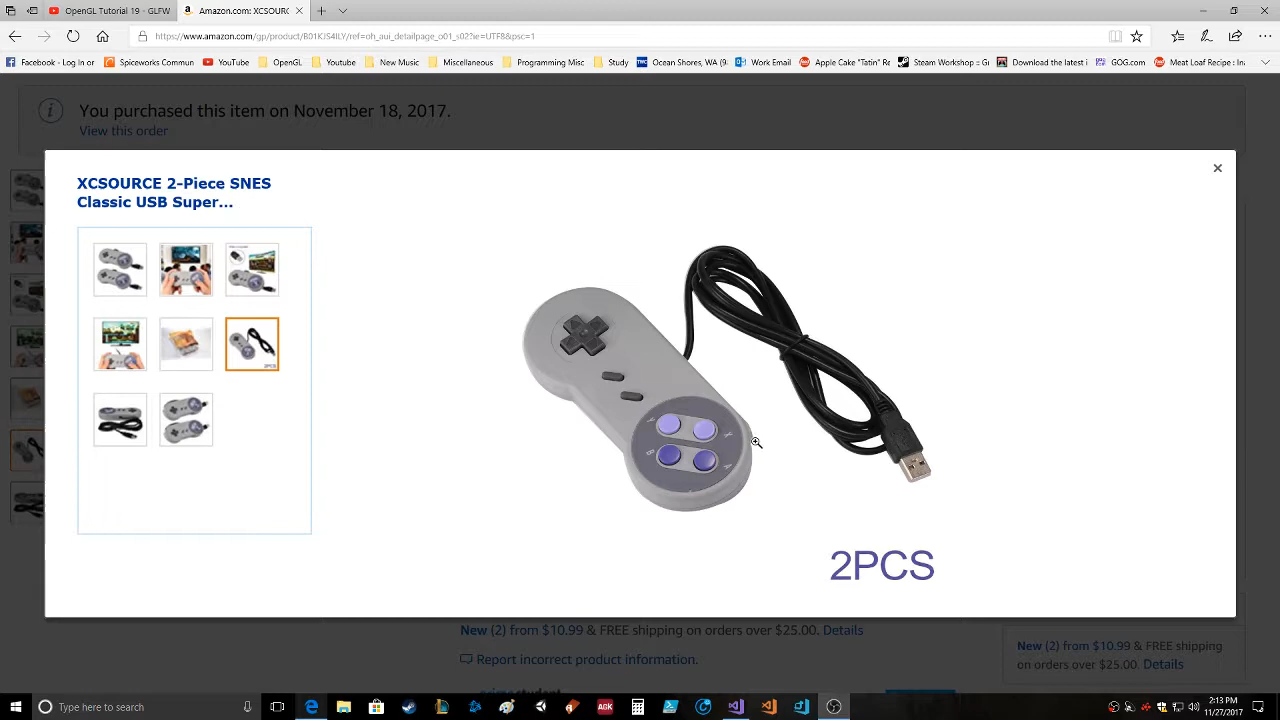 OpenGL Tutorial 19 - GLFW
Amazon.com: XCSOURC
https://www.amazon.com/gp/product/B01KJS4ILY/ref=oh_aui_detailpage_o01_s02?ie=UTF8&psc=1
Facebook - Log in or
Spiceworks Commun
YouTube
OpenGL
Youtube
New Music
Miscellaneous
Programming Misc
Study
TWC
Ocean Shores, WA (98
Work Email
Apple Cake "Tatin" Re
Steam Workshop :: Gr
Download the latest i
GOG.com
Meat Loaf Recipe : In
You purchased this item on November 18, 2017.
View this order
XCSOURCE 2-Piece SNES
Classic USB Super...
2PCS
Y
X
B
A
2PCS
New (2) from $10.99 & FREE shipping on orders over $25.00. Details
Report incorrect product information.
New (2) from $10.99 & FREE shipping
on orders over $25.00. Details
Type here to search
AGK
2:13 PM
11/27/2017